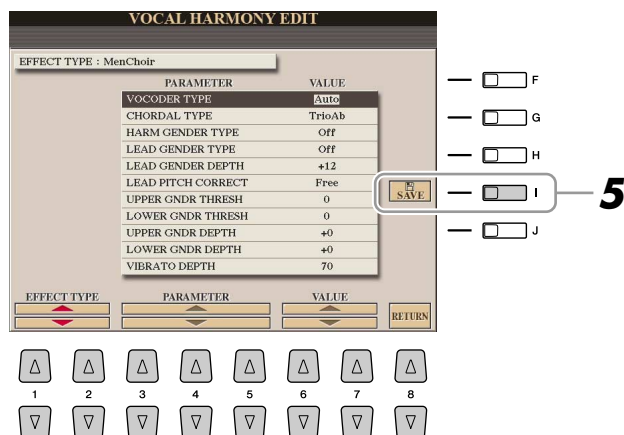 VOCAL HARMONY EDIT
EFFECT TYPE : MenChoir
PARAMETER VALUE
VOCODER TYPE Auto
CHORDAL TYPE TrioAb
HARM GENDER TYPE Off
LEAD GENDER TYPE Off
LEAD GENDER DEPTH +12
LEAD PITCH CORRECT Free
UPPER GNDR THRESH 0
LOWER GNDR THRESH 0
UPPER GNDR DEPTH +0
LOWER GNDR DEPTH +0
VIBRATO DEPTH 70
SAVE
F
G
H
I
J
5
EFFECT TYPE PARAMETER VALUE
RETURN
1 2 3 4 5 6 7 8